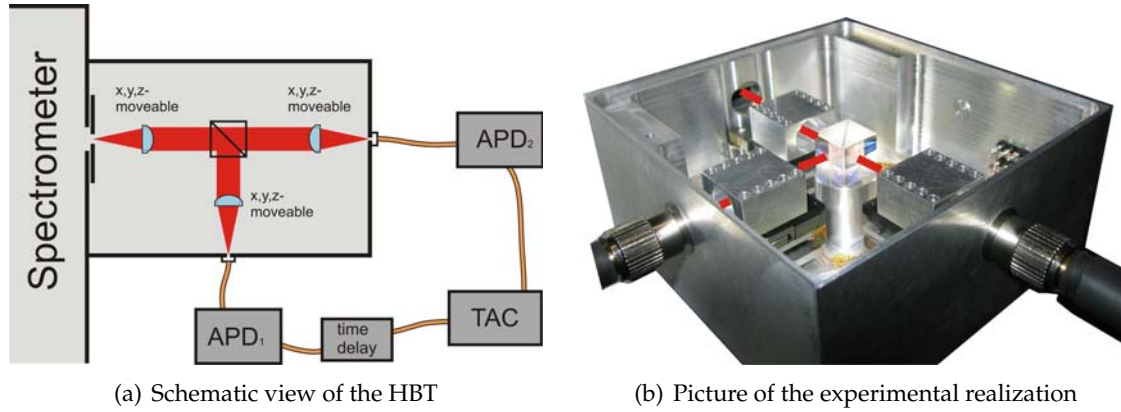 Spectrometer
x,y,z-
moveable
x,y,z-
moveable
x,y,z-
moveable
APD2
APD1
time
delay
TAC
(a) Schematic view of the HBT
(b) Picture of the experimental realization